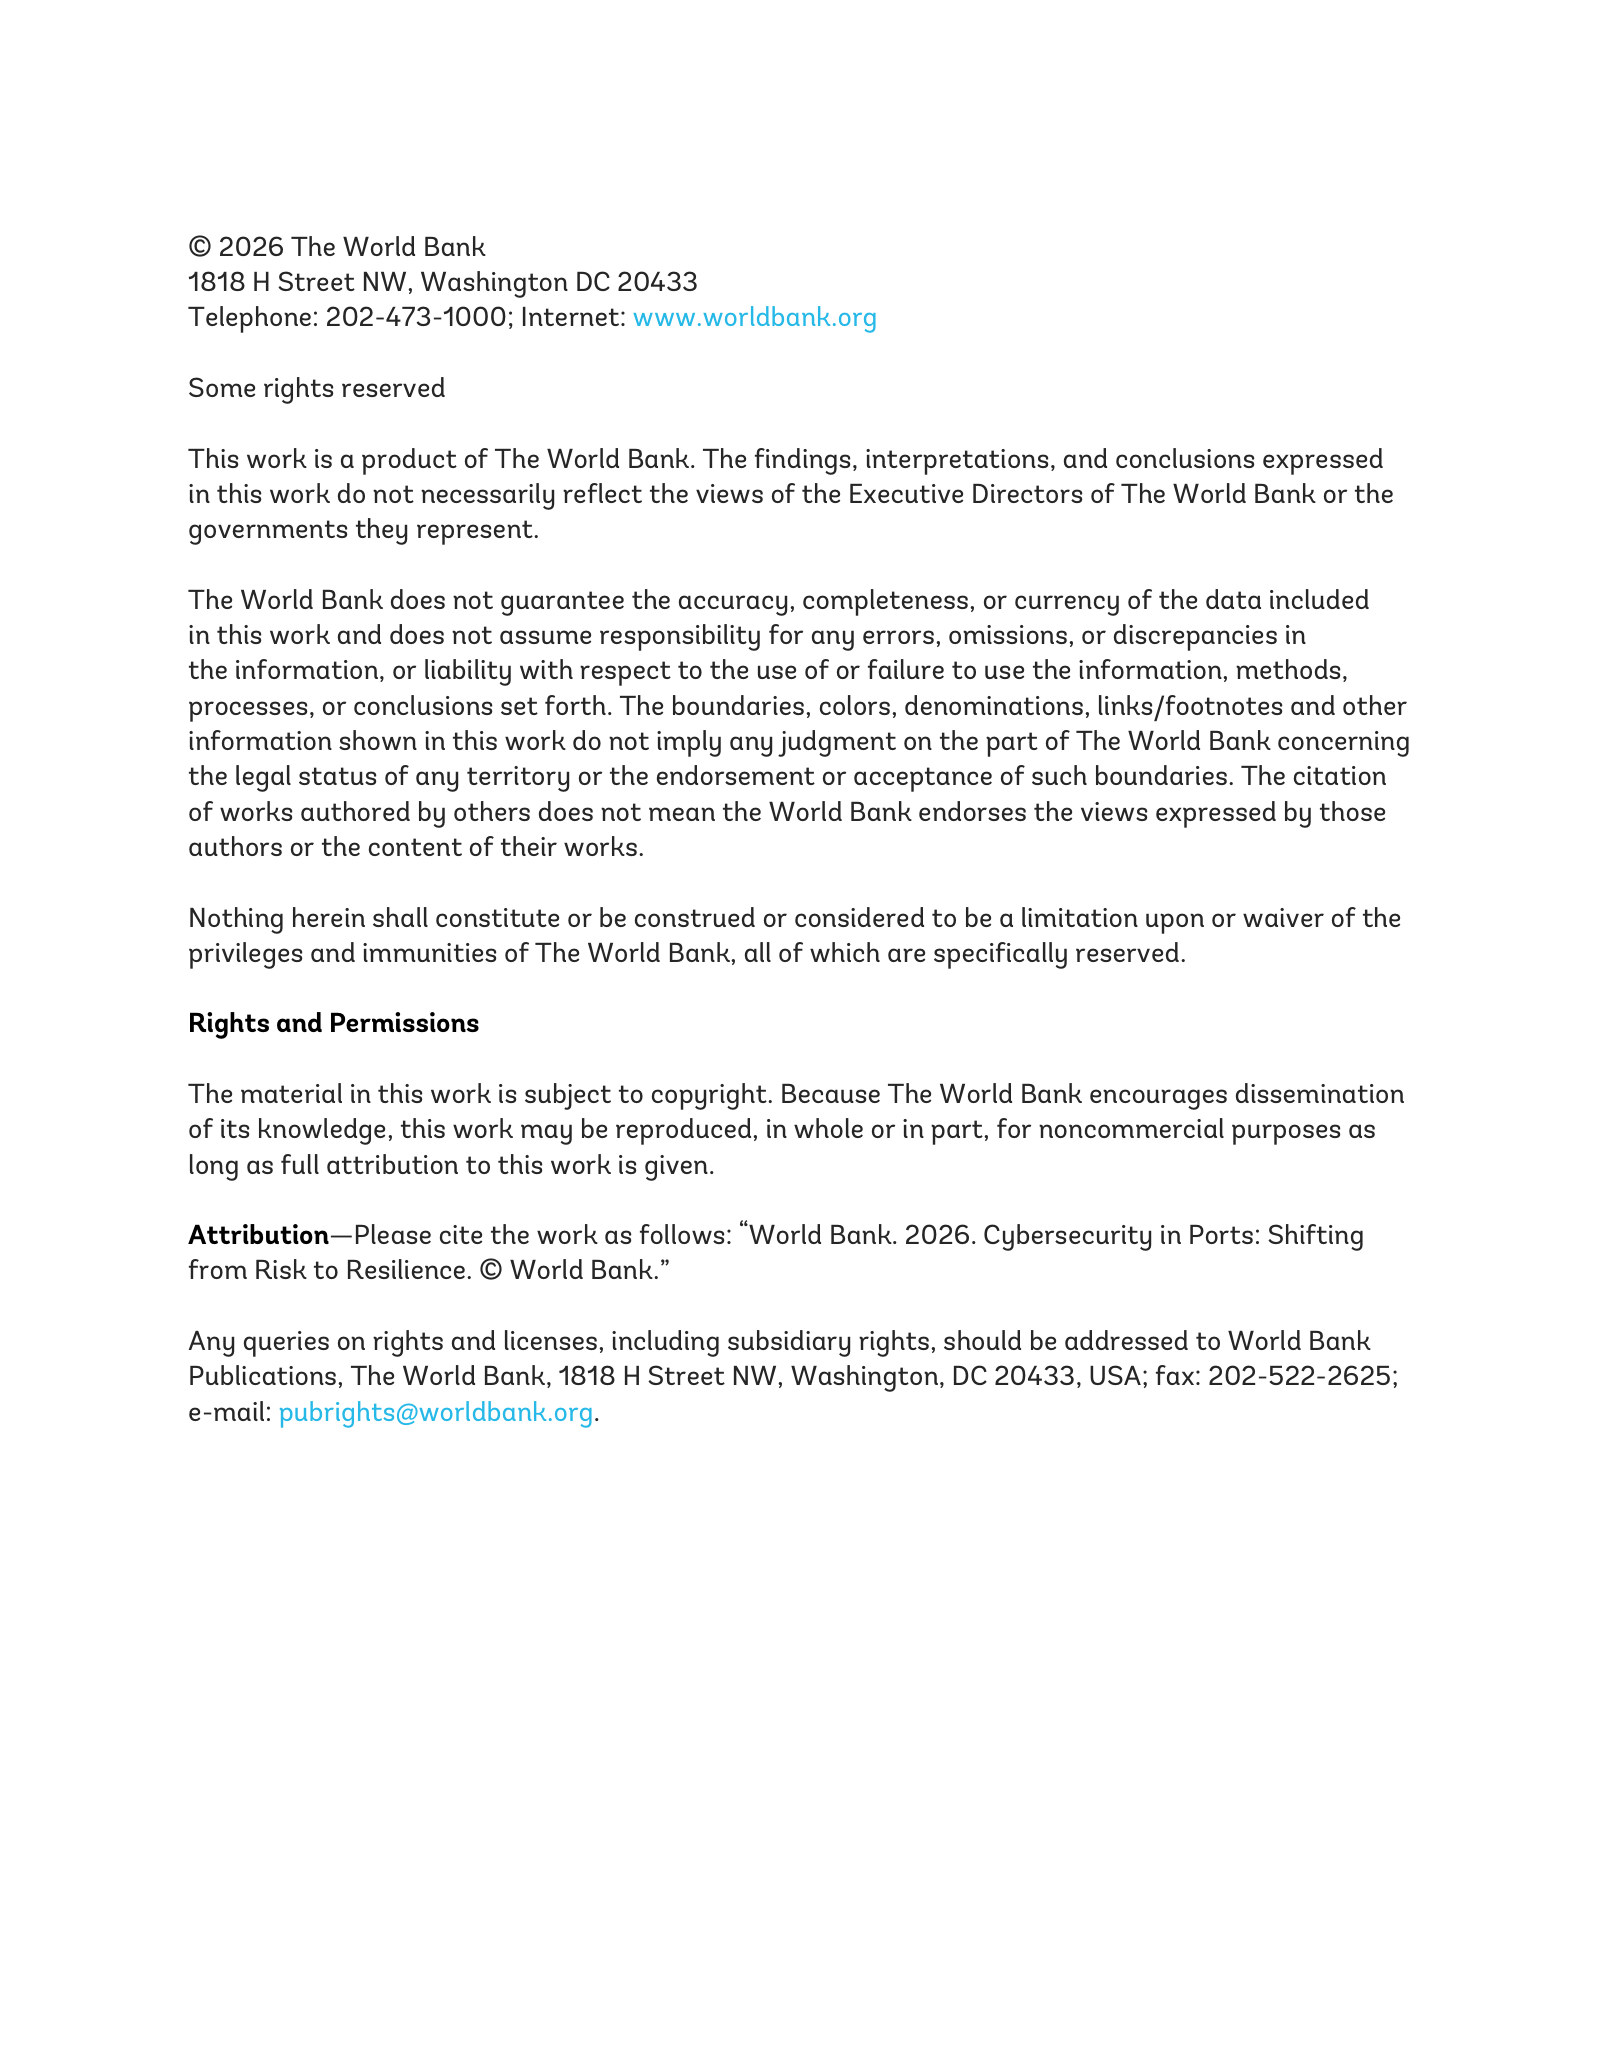 © 2026 The World Bank
1818 H Street NW, Washington DC 20433
Telephone: 202-473-1000; Internet: www.worldbank.org
Some rights reserved
This work is a product of The World Bank. The findings, interpretations, and conclusions expressed
in this work do not necessarily reflect the views of the Executive Directors of The World Bank or the
governments they represent.
The World Bank does not guarantee the accuracy, completeness, or currency of the data included
in this work and does not assume responsibility for any errors, omissions, or discrepancies in
the information, or liability with respect to the use of or failure to use the information, methods,
processes, or conclusions set forth. The boundaries, colors, denominations, links/footnotes and other
information shown in this work do not imply any judgment on the part of The World Bank concerning
the legal status of any territory or the endorsement or acceptance of such boundaries. The citation
of works authored by others does not mean the World Bank endorses the views expressed by those
authors or the content of their works.
Nothing herein shall constitute or be construed or considered to be a limitation upon or waiver of the
privileges and immunities of The World Bank, all of which are specifically reserved.
Rights and Permissions
The material in this work is subject to copyright. Because The World Bank encourages dissemination
of its knowledge, this work may be reproduced, in whole or in part, for noncommercial purposes as
long as full attribution to this work is given.
Attribution—Please cite the work as follows: “World Bank. 2026. Cybersecurity in Ports: Shifting
from Risk to Resilience. © World Bank.”
Any queries on rights and licenses, including subsidiary rights, should be addressed to World Bank
Publications, The World Bank, 1818 H Street NW, Washington, DC 20433, USA; fax: 202-522-2625;
e-mail: pubrights@worldbank.org.